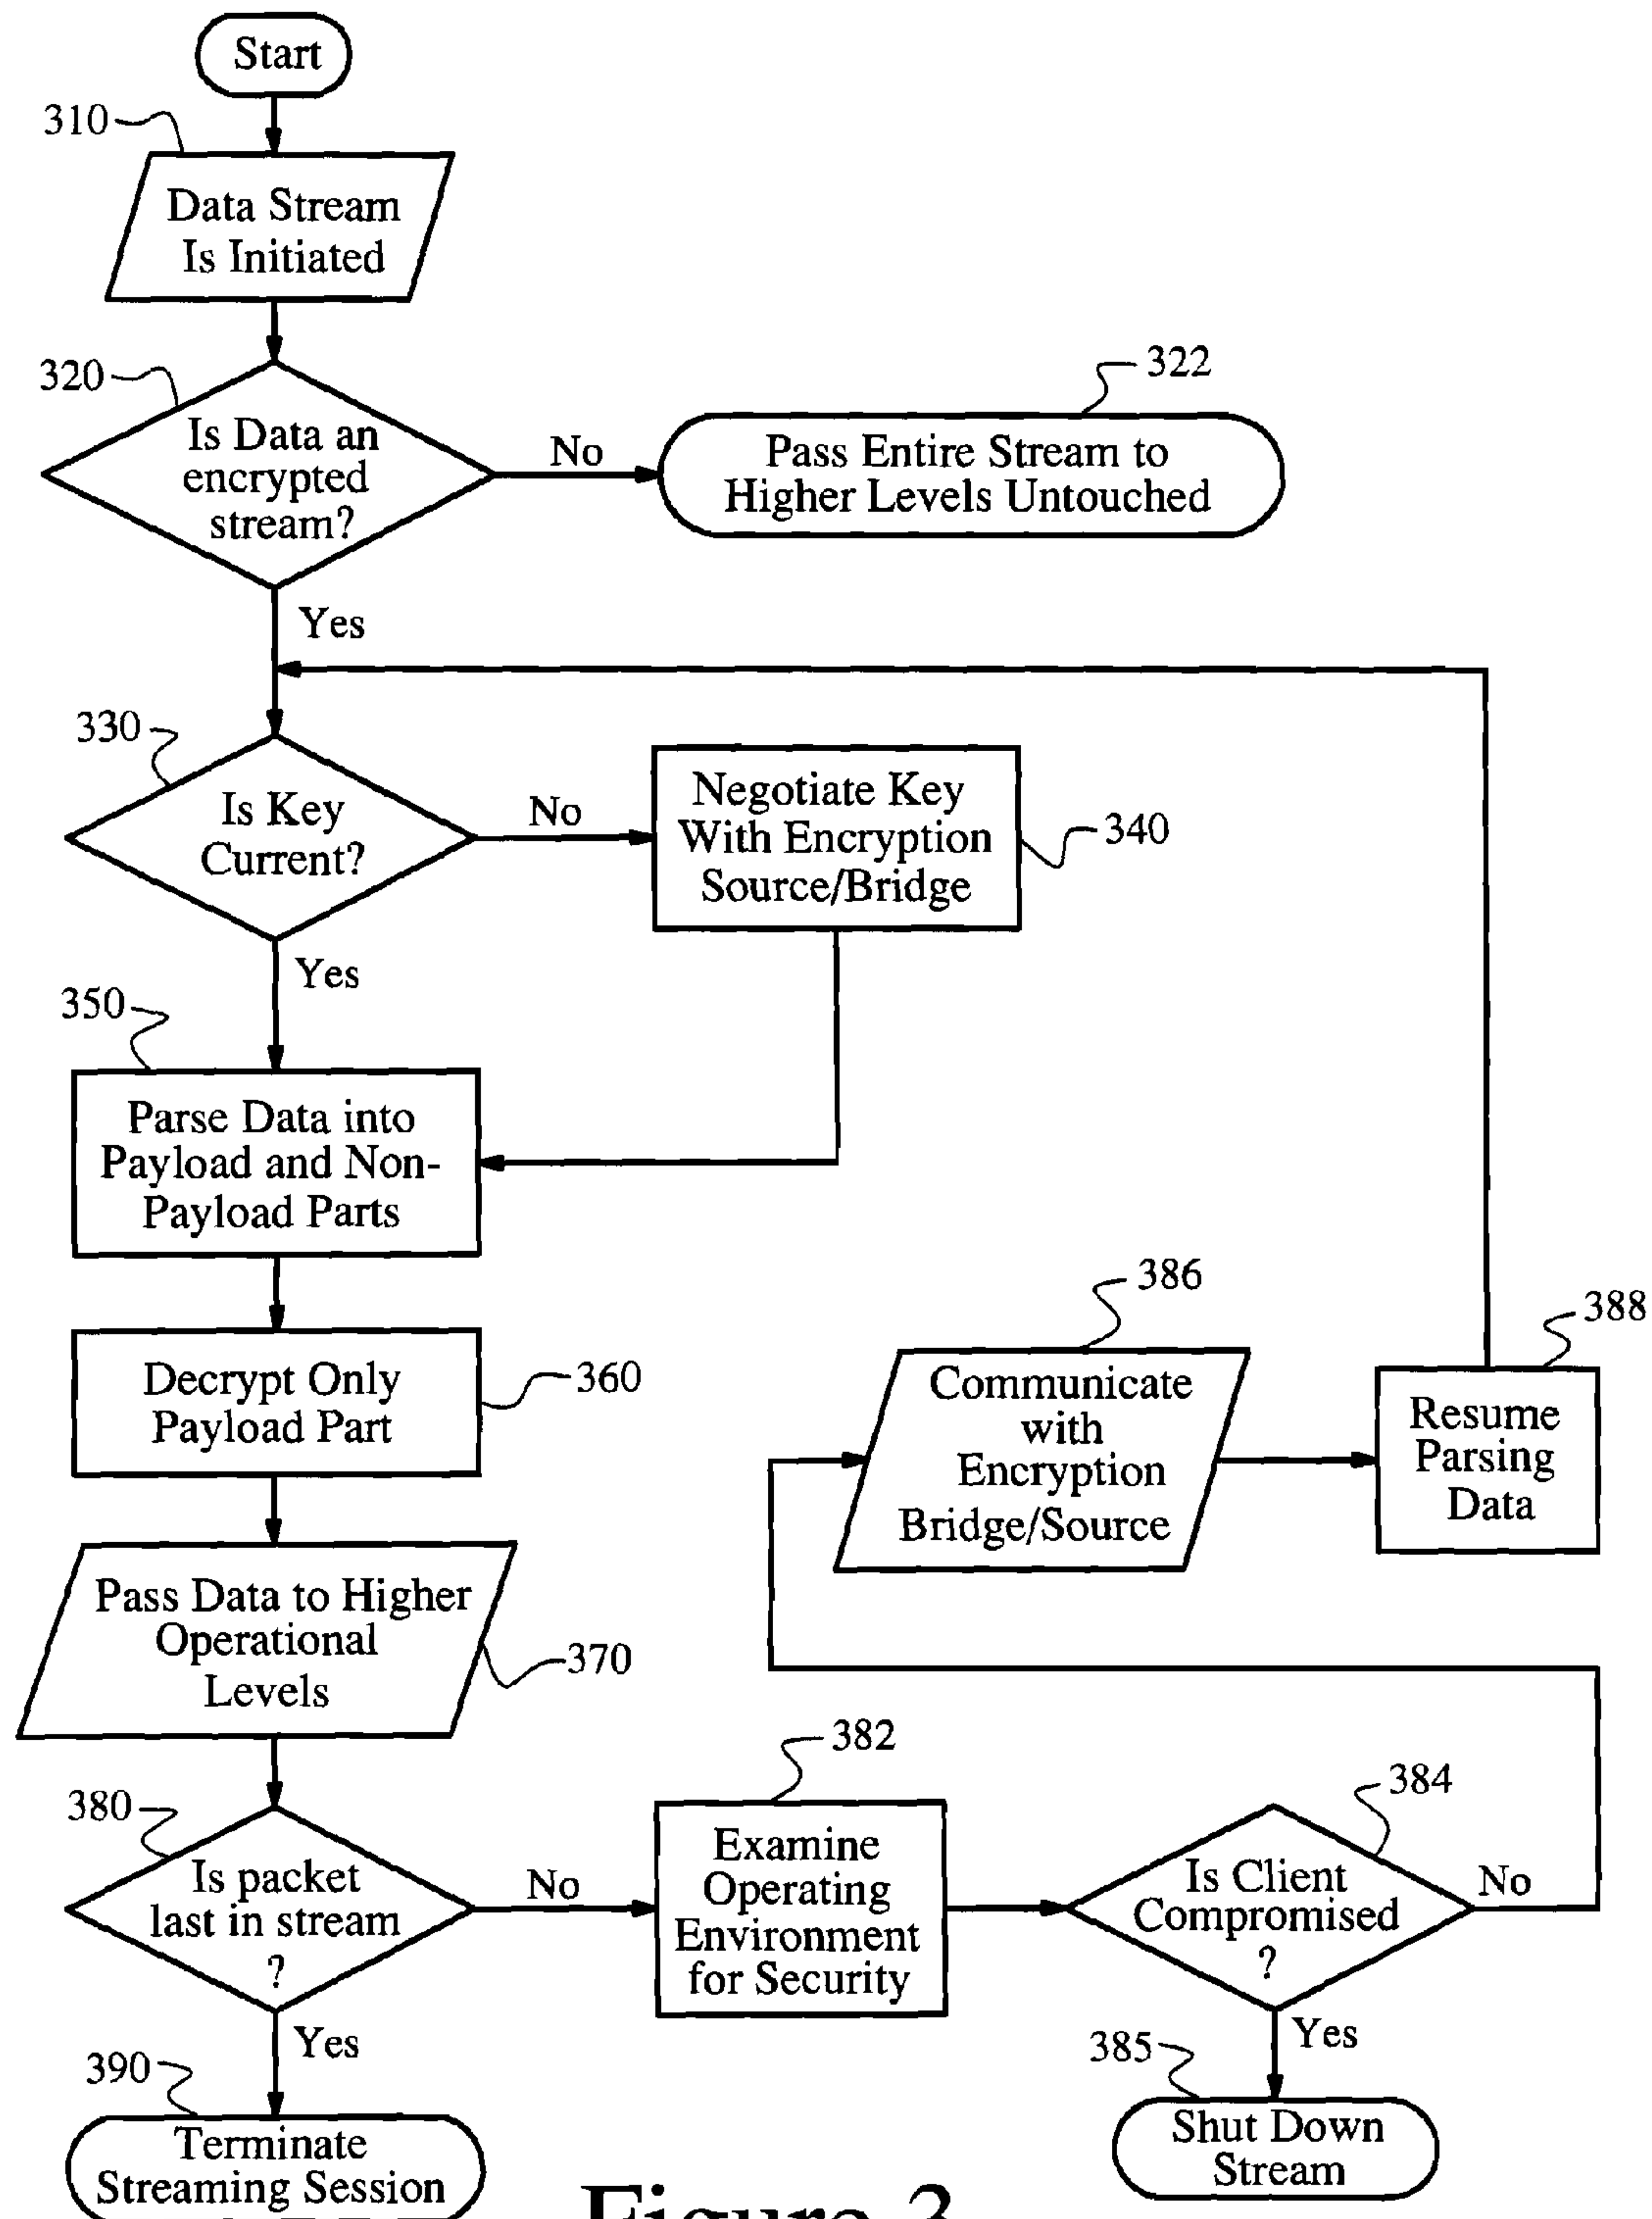 Start
310
Data Stream
Is Initiated
320
Is Data an
encrypted
stream?
No
322
Pass Entire Stream to
Higher Levels Untouched
Yes
330
Is Key
Current?
No
Negotiate Key
With Encryption
Source/Bridge
340
Yes
350
Parse Data into
Payload and Non-
Payload Parts
Decrypt Only
Payload Part
360
386
Communicate
with
Encryption
Bridge/Source
388
Resume
Parsing
Data
Pass Data to Higher
Operational
Levels
370
380
Is packet
last in stream
?
No
382
Examine
Operating
Environment
for Security
384
Is Client
Compromised
?
No
Yes
390
Terminate
Streaming Session
Yes
385
Shut Down
Stream
Figure 3